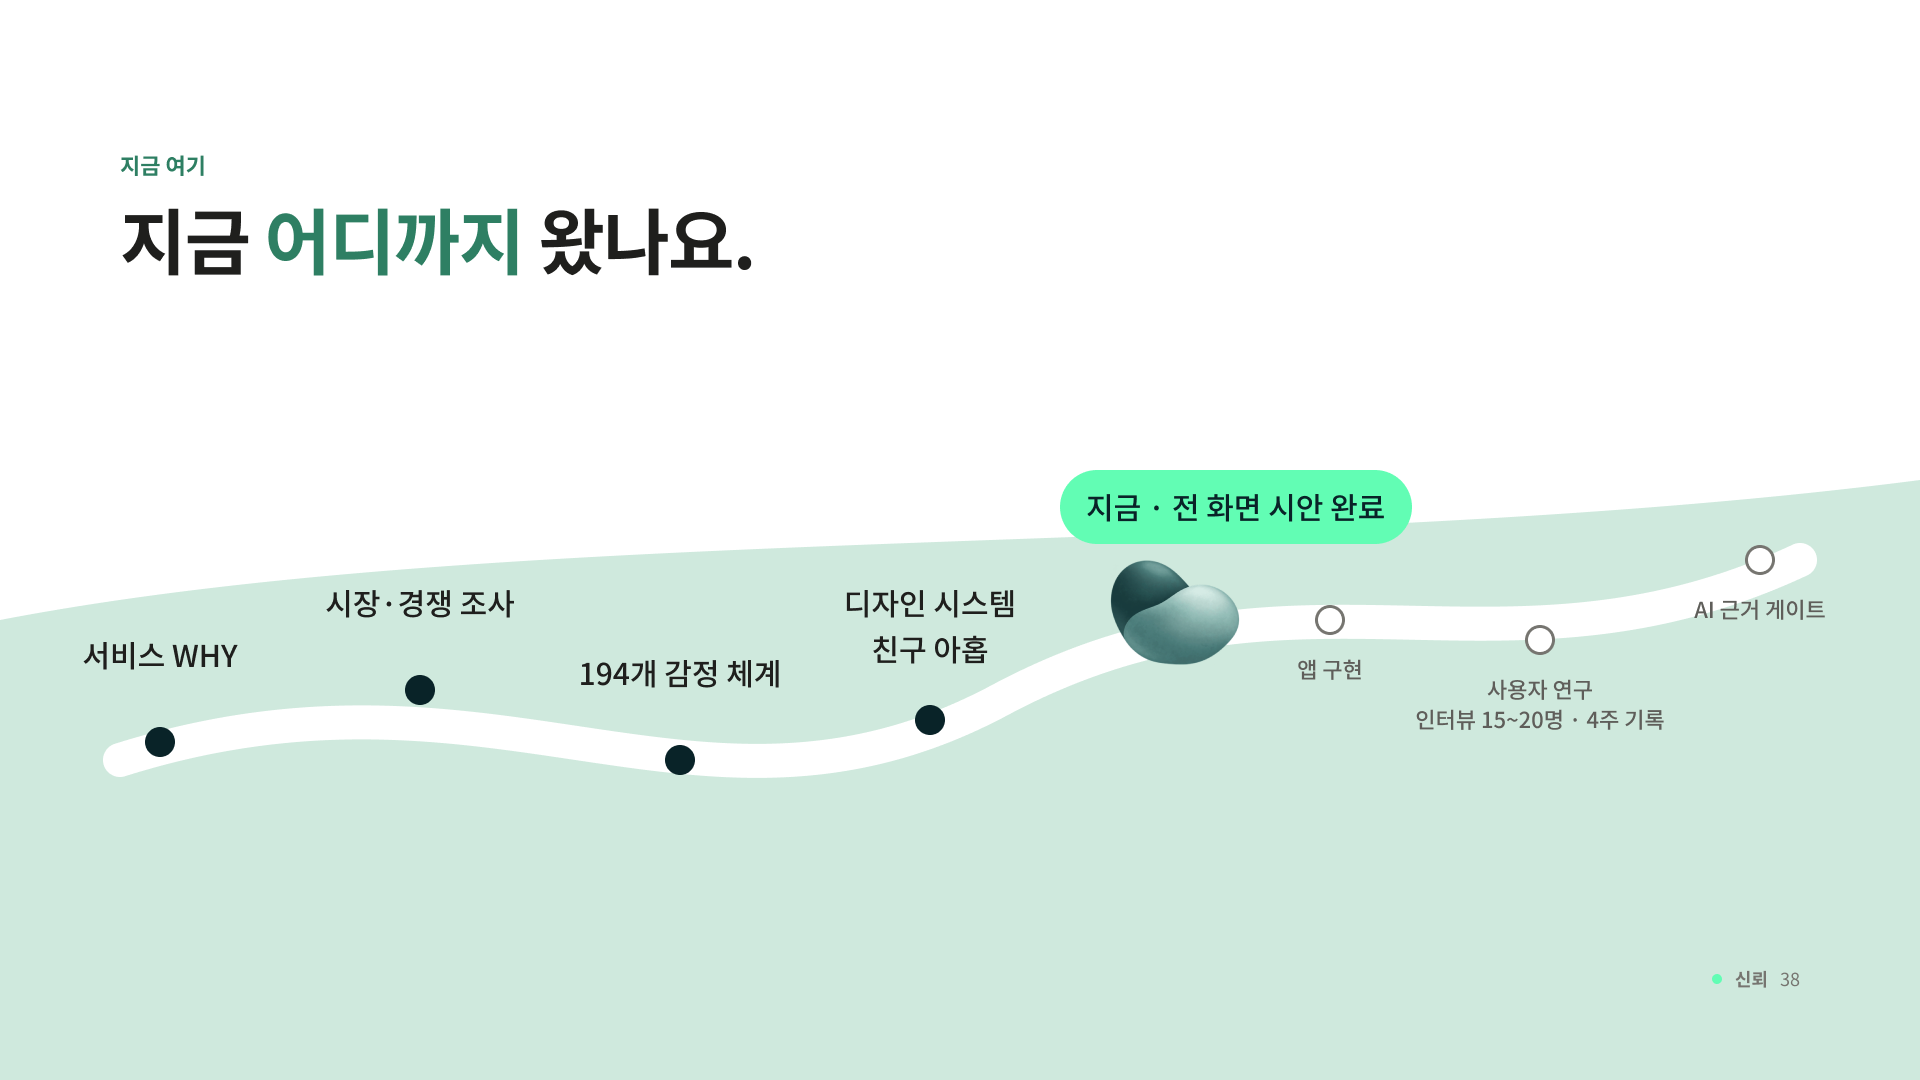 지금 여기
지금 어디까지 왔나요.
지금 · 전 화면 시안 완료
서비스 WHY
시장·경쟁 조사
194개 감정 체계
디자인 시스템
친구 아홉
앱 구현
사용자 연구
인터뷰 15~20명 · 4주 기록
AI 근거 게이트
신뢰 38